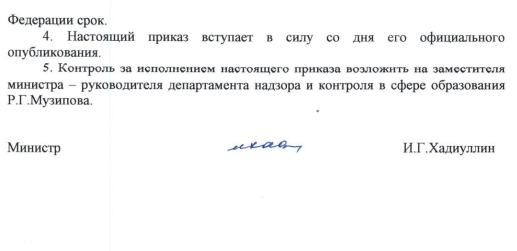 Федерации срок.
4. Настоящий приказ вступает в силу со дня его официального
опубликования.
5. Контроль за исполнением настоящего приказа возложить на заместителя
министра – руководителя департамента надзора и контроля в сфере образования
Р.Г.Музипова.
Министр И.Г.Хадиуллин